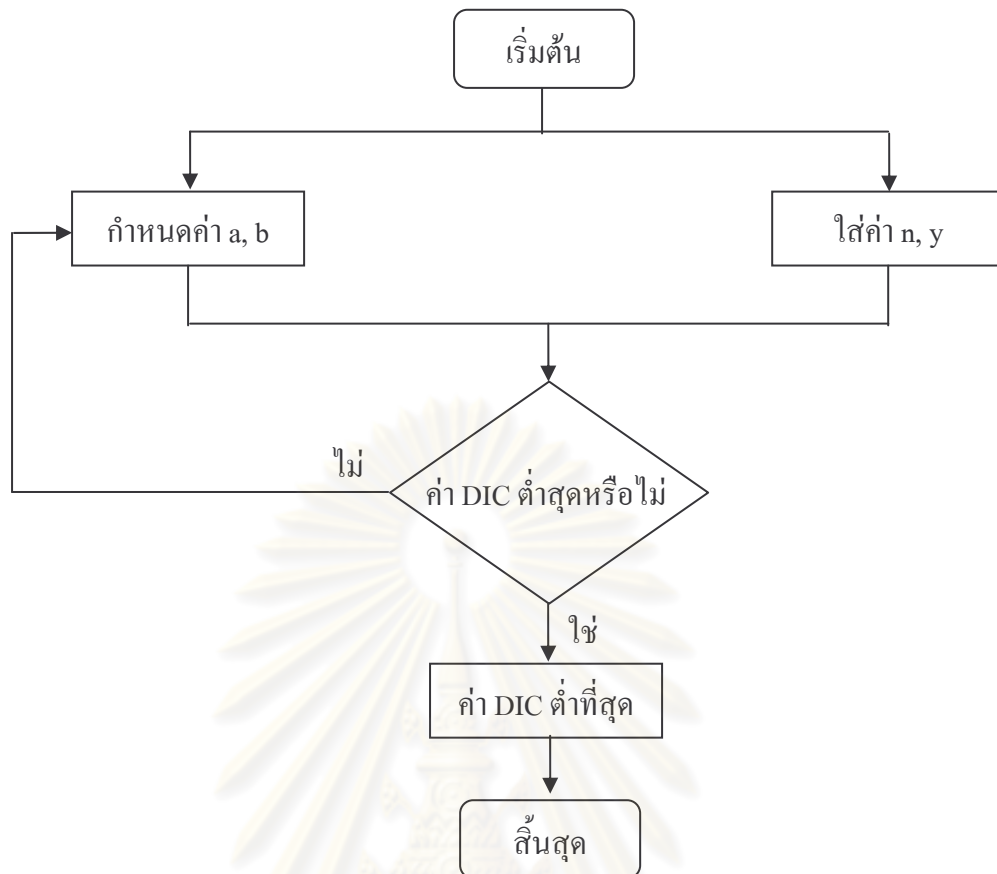 เริ่มต้น
กำหนดค่า a, b
ใส่ค่า n, y
ไม่
ค่า DIC ต่ำสุดหรือไม่
ใช่
ค่า DIC ต่ำที่สุด
สิ้นสุด